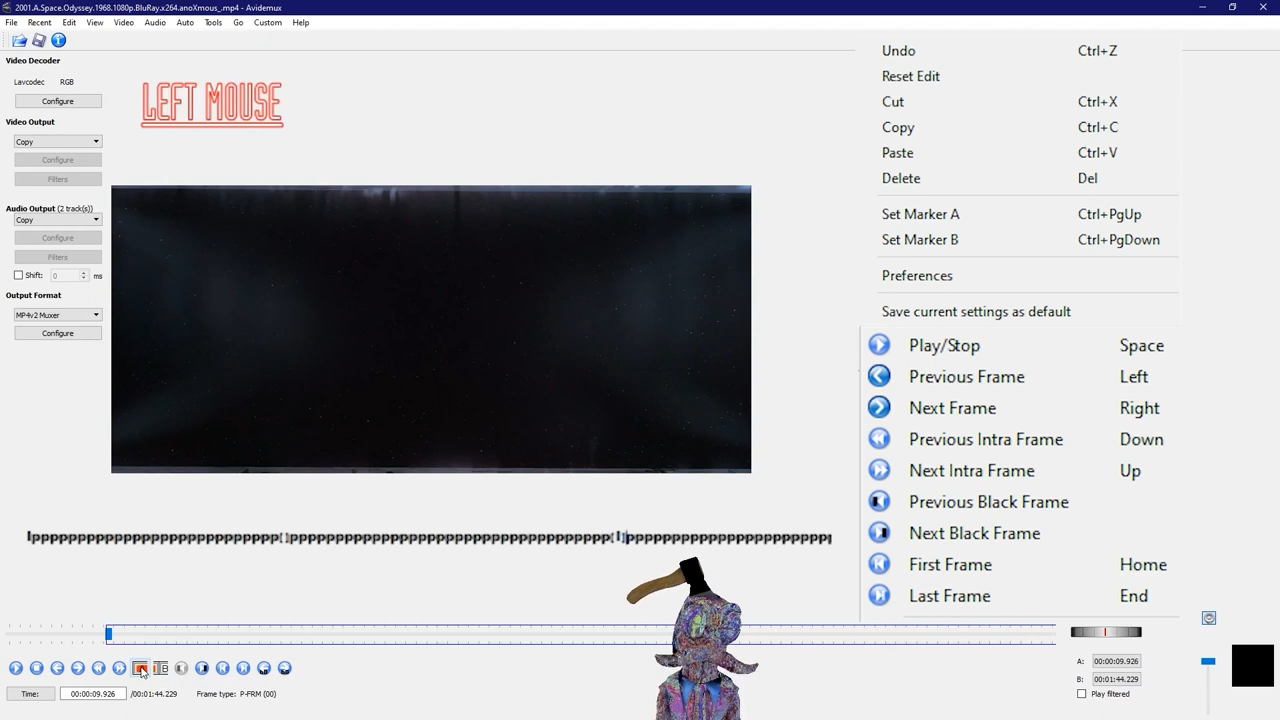 2001.A.Space.Odyssey.1968.1080p.BluRay.x264.anoXmous_.mp4 - Avidemux
File Recent Edit View Video Audio Auto Tools Go Custom Help
Video Decoder
Lavcodec RGB
Configure
Video Output
Copy
Configure
Filters
Audio Output (2 track(s))
Copy
Configure
Filters
Shift: 0 ms
Output Format
MP4v2 Muxer
Configure
LEFT MOUSE
Undo Ctrl+Z
Reset Edit
Cut Ctrl+X
Copy Ctrl+C
Paste Ctrl+V
Delete Del
Set Marker A Ctrl+PgUp
Set Marker B Ctrl+PgDown
Preferences
Save current settings as default
Play/Stop Space
Previous Frame Left
Next Frame Right
Previous Intra Frame Down
Next Intra Frame Up
Previous Black Frame
Next Black Frame
First Frame Home
Last Frame End
A: 00:00:09.926
B: 00:01:44.229
Play filtered
Time: 00:00:09.926 /00:01:44.229 Frame type: P-FRM (00)